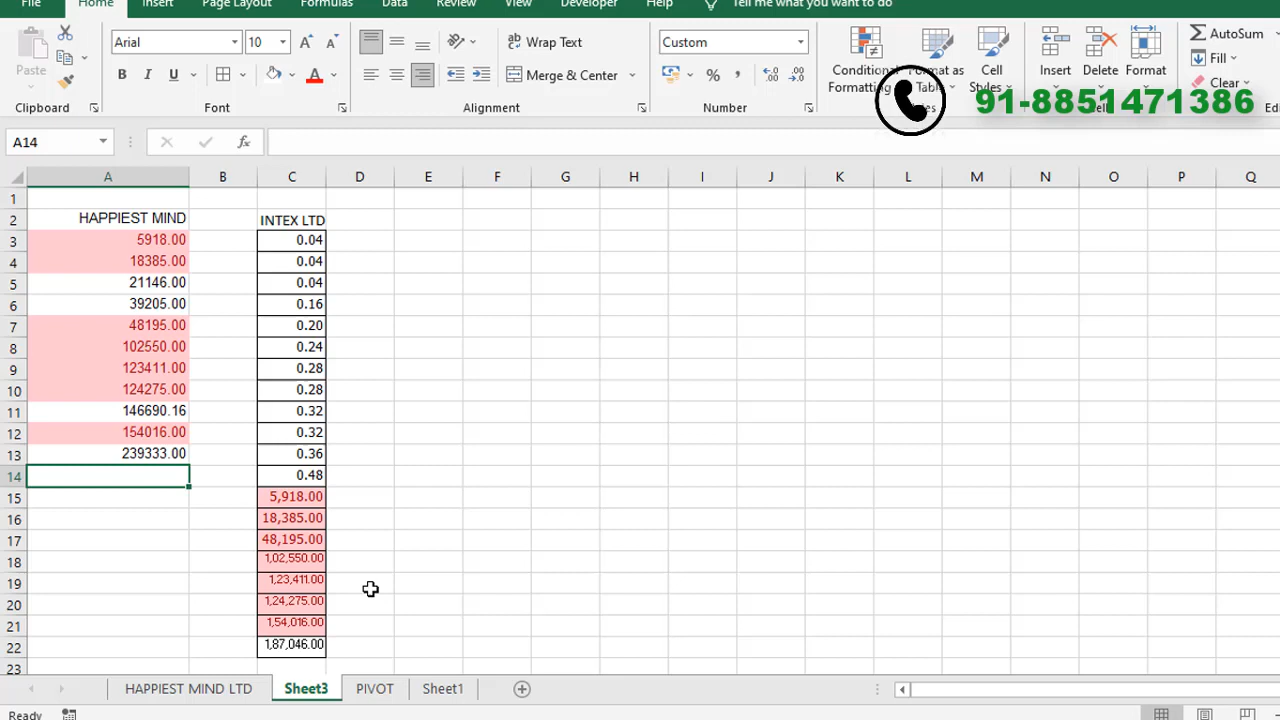 File Home Insert Page Layout Formulas Data Review View Developer Help Tell me what you want to do
Paste
Arial 10
B I U
Wrap Text
Merge & Center
Custom
Conditional Formatting
Format as Table
Cell Styles
Insert Delete Format
AutoSum
Fill
Clear
Clipboard Font Alignment Number
91-8851471386
A14 fx
A B C D E F G H I J K L M N O P Q
1
2 HAPPIEST MIND INTEX LTD
3 5918.00 0.04
4 18385.00 0.04
5 21146.00 0.04
6 39205.00 0.16
7 48195.00 0.20
8 102550.00 0.24
9 123411.00 0.28
10 124275.00 0.28
11 146690.16 0.32
12 154016.00 0.32
13 239333.00 0.36
14 0.48
15 5,918.00
16 18,385.00
17 48,195.00
18 1,02,550.00
19 1,23,411.00
20 1,24,275.00
21 1,54,016.00
22 1,87,046.00
23
HAPPIEST MIND LTD Sheet3 PIVOT Sheet1
Ready